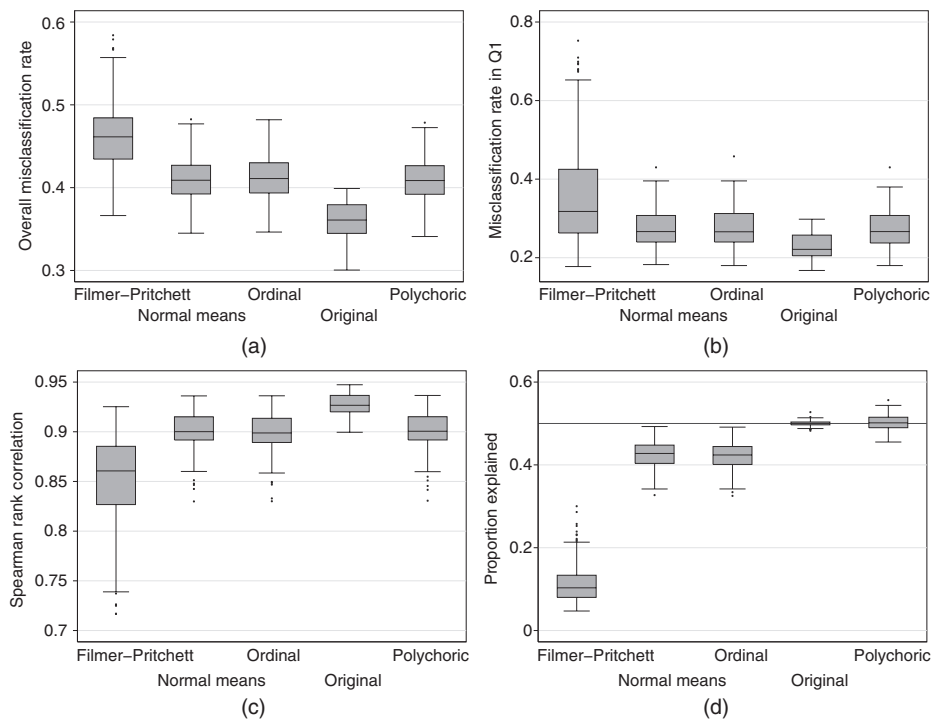 0.6
0.5
0.4
0.3
Overall misclassification rate
Filmer–Pritchett Ordinal Polychoric
Normal means Original
(a)
0.8
0.6
0.4
0.2
Misclassification rate in Q1
Filmer–Pritchett Ordinal Polychoric
Normal means Original
(b)
0.95
0.9
0.85
0.8
0.75
0.7
Spearman rank correlation
Filmer–Pritchett Ordinal Polychoric
Normal means Original
(c)
0.6
0.4
0.2
0
Proportion explained
Filmer–Pritchett Ordinal Polychoric
Normal means Original
(d)